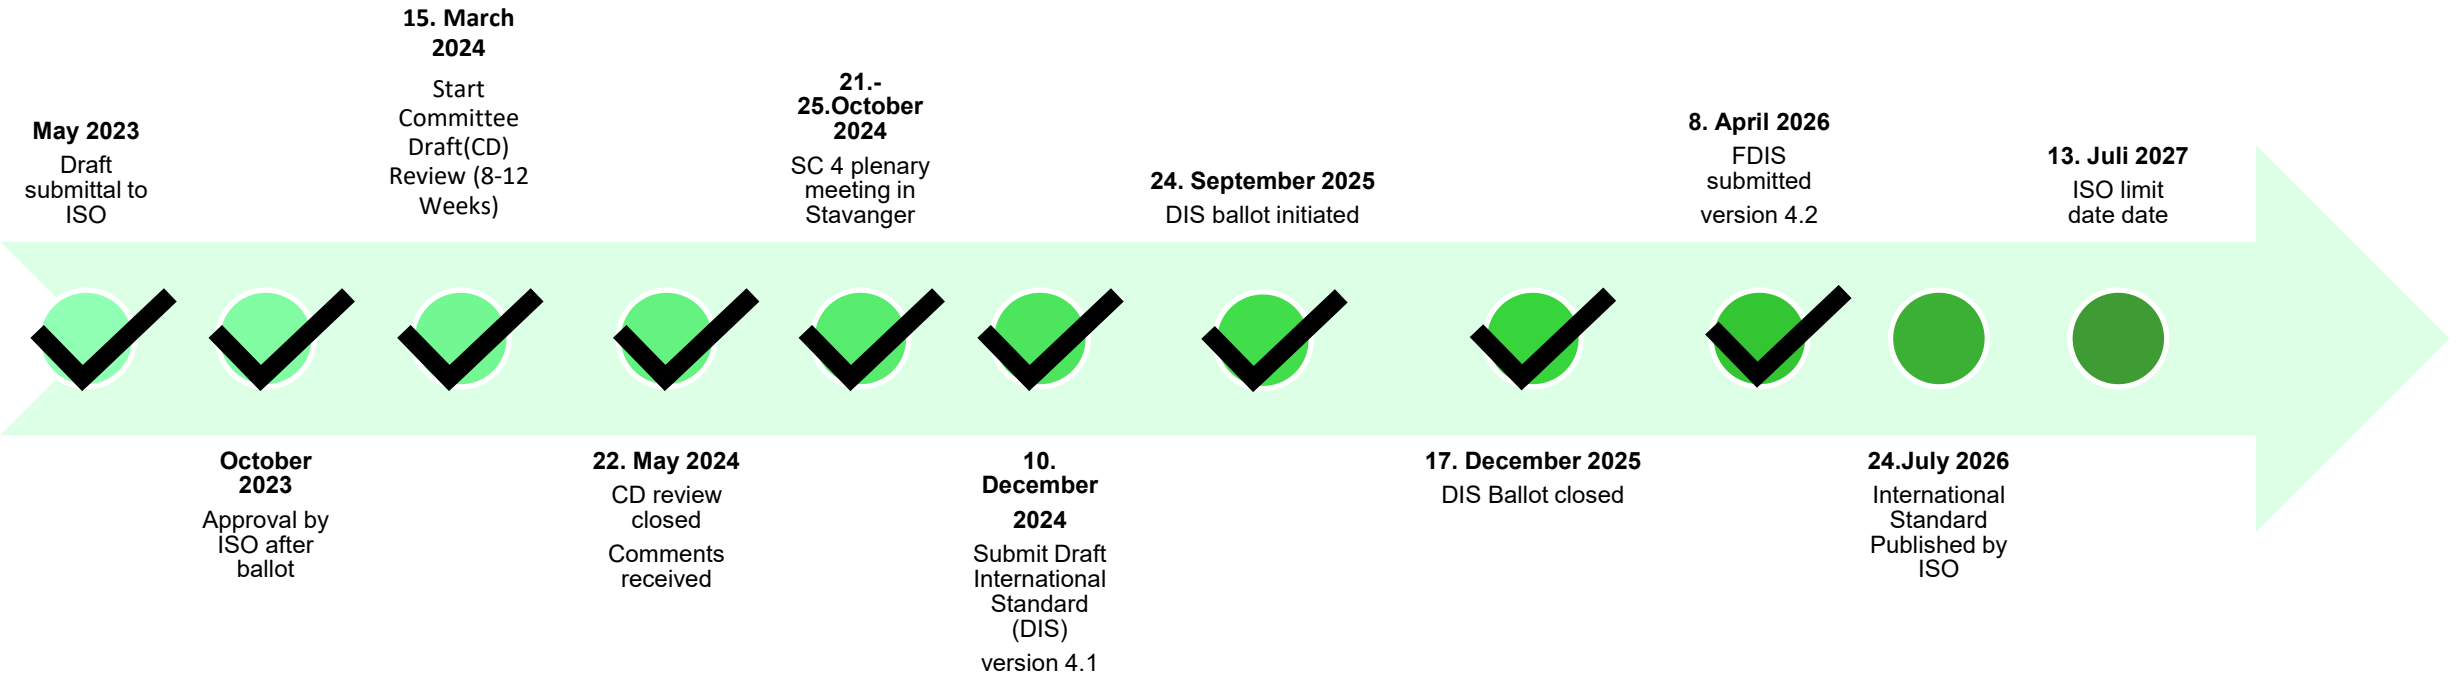 May 2023
Draft
submittal to
ISO
October
2023
Approval by
ISO after
ballot
15. March
2024
Start
Committee
Draft(CD)
Review (8-12
Weeks)
22. May 2024
CD review
closed
Comments
received
21.-
25.October
2024
SC 4 plenary
meeting in
Stavanger
10.
December
2024
Submit Draft
International
Standard
(DIS)
version 4.1
24. September 2025
DIS ballot initiated
17. December 2025
DIS Ballot closed
8. April 2026
FDIS
submitted
version 4.2
24.July 2026
International
Standard
Published by
ISO
13. Juli 2027
ISO limit
date date